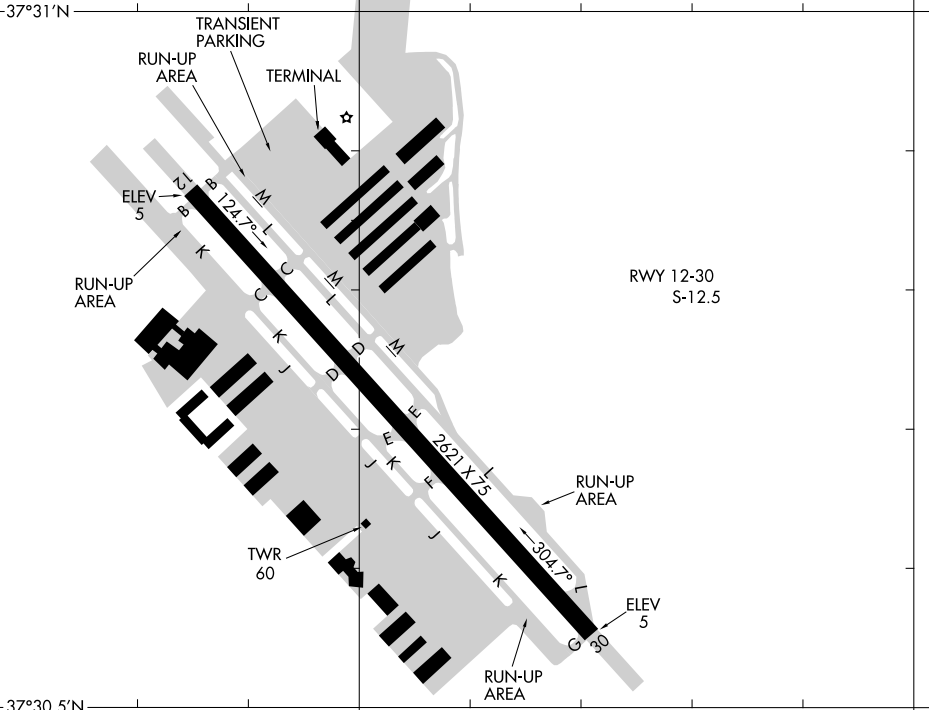 37°31'N
TRANSIENT
PARKING
RUN-UP
AREA
TERMINAL
12
B
ELEV
5
B
124.7°
M
L
K
C
RUN-UP
AREA
C
M
L
RWY 12-30
S-12.5
K
D
M
J
D
E
E
2621 X 75
L
J
K
F
RUN-UP
AREA
J
304.7°
TWR
60
K
L
ELEV
5
G
30
RUN-UP
AREA
37°30.5'N